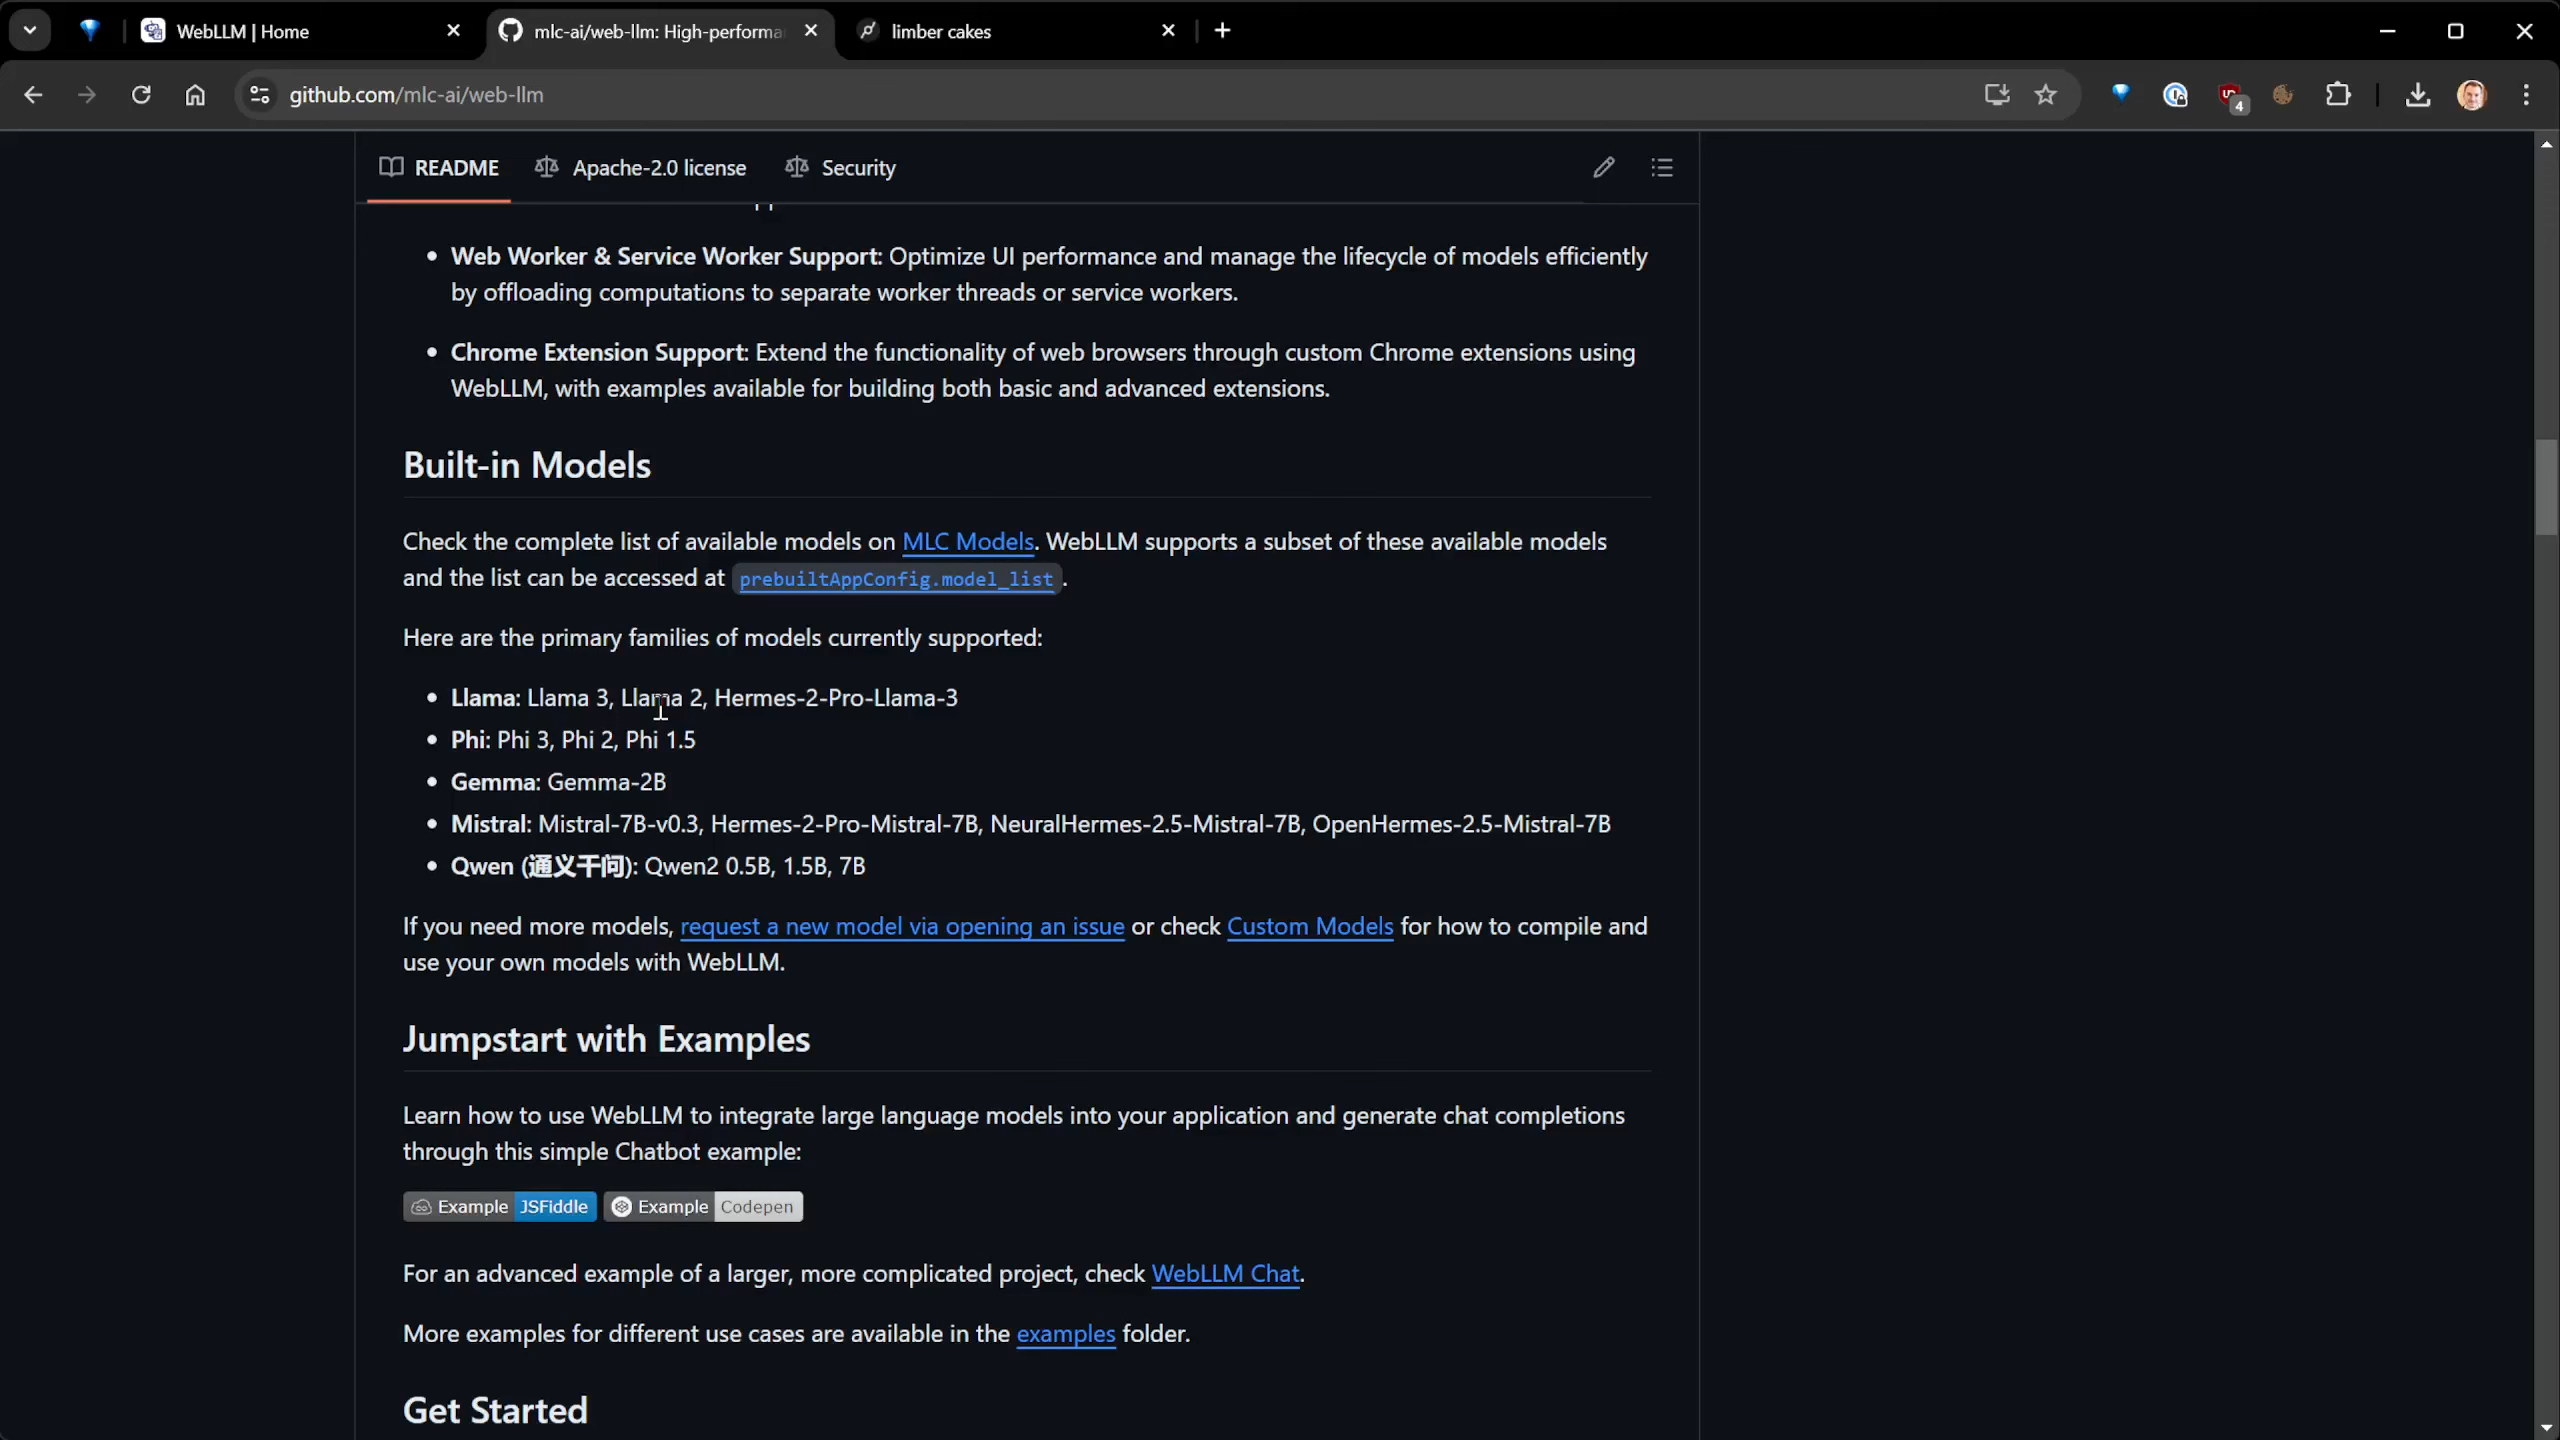 WebLLM | Home
mlc-ai/web-llm: High-performa
limber cakes
github.com/mlc-ai/web-llm
4
README
Apache-2.0 license
Security
Web Worker & Service Worker Support: Optimize UI performance and manage the lifecycle of models efficiently
by offloading computations to separate worker threads or service workers.
Chrome Extension Support: Extend the functionality of web browsers through custom Chrome extensions using
WebLLM, with examples available for building both basic and advanced extensions.
Built-in Models
Check the complete list of available models on MLC Models. WebLLM supports a subset of these available models
and the list can be accessed at prebuiltAppConfig.model_list.
Here are the primary families of models currently supported:
Llama: Llama 3, Llama 2, Hermes-2-Pro-Llama-3
Phi: Phi 3, Phi 2, Phi 1.5
Gemma: Gemma-2B
Mistral: Mistral-7B-v0.3, Hermes-2-Pro-Mistral-7B, NeuralHermes-2.5-Mistral-7B, OpenHermes-2.5-Mistral-7B
Qwen (通义千问): Qwen2 0.5B, 1.5B, 7B
If you need more models, request a new model via opening an issue or check Custom Models for how to compile and
use your own models with WebLLM.
Jumpstart with Examples
Learn how to use WebLLM to integrate large language models into your application and generate chat completions
through this simple Chatbot example:
Example JSFiddle Example Codepen
For an advanced example of a larger, more complicated project, check WebLLM Chat.
More examples for different use cases are available in the examples folder.
Get Started